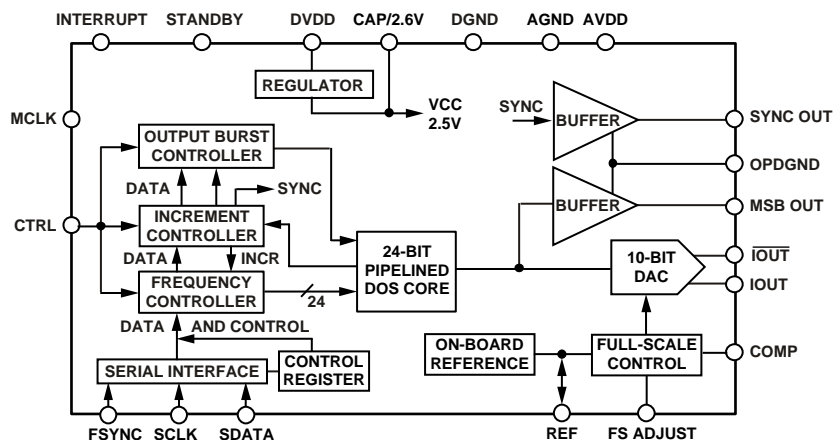 INTERRUPT STANDBY DVDD CAP/2.6V DGND AGND AVDD
REGULATOR
VCC
2.5V
MCLK
OUTPUT BURST
CONTROLLER
SYNC
BUFFER
SYNC OUT
OPDGND
DATA
SYNC
BUFFER
MSB OUT
CTRL
INCREMENT
CONTROLLER
24-BIT
PIPELINED
DOS CORE
10-BIT
DAC
IOUT
IOUT
DATA
INCR
FREQUENCY
CONTROLLER
24
DATA AND CONTROL
ON-BOARD
REFERENCE
FULL-SCALE
CONTROL
COMP
SERIAL INTERFACE
CONTROL
REGISTER
FSYNC SCLK SDATA REF FS ADJUST